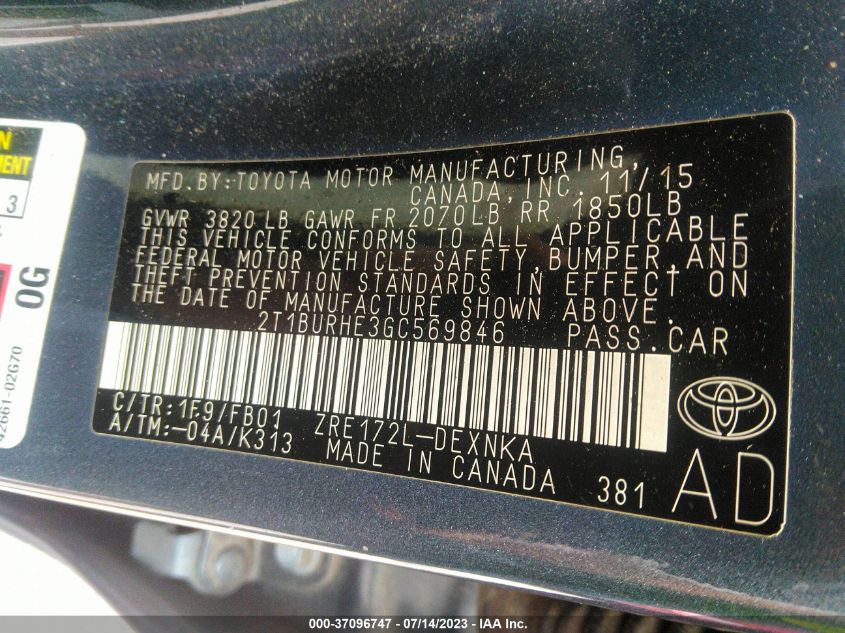 MFD.BY:TOYOTA MOTOR MANUFACTURING,
CANADA, INC. 11/15
GVWR 3820 LB GAWR FR 2070LB RR 1850LB
THIS VEHICLE CONFORMS TO ALL APPLICABLE
FEDERAL MOTOR VEHICLE SAFETY,BUMPER,AND
THEFT PREVENTION STANDARDS IN EFFECT ON
THE DATE OF MANUFACTURE SHOWN ABOVE.
2T1BURHE3GC569846 PASS.CAR
C/TR:1F9/FB01 ZRE172L-DEXNKA
A/TM:-04A/K313 MADE IN CANADA 381
AD
3
0G
42661-02G70
000-37096747 - 07/14/2023 - IAA Inc.